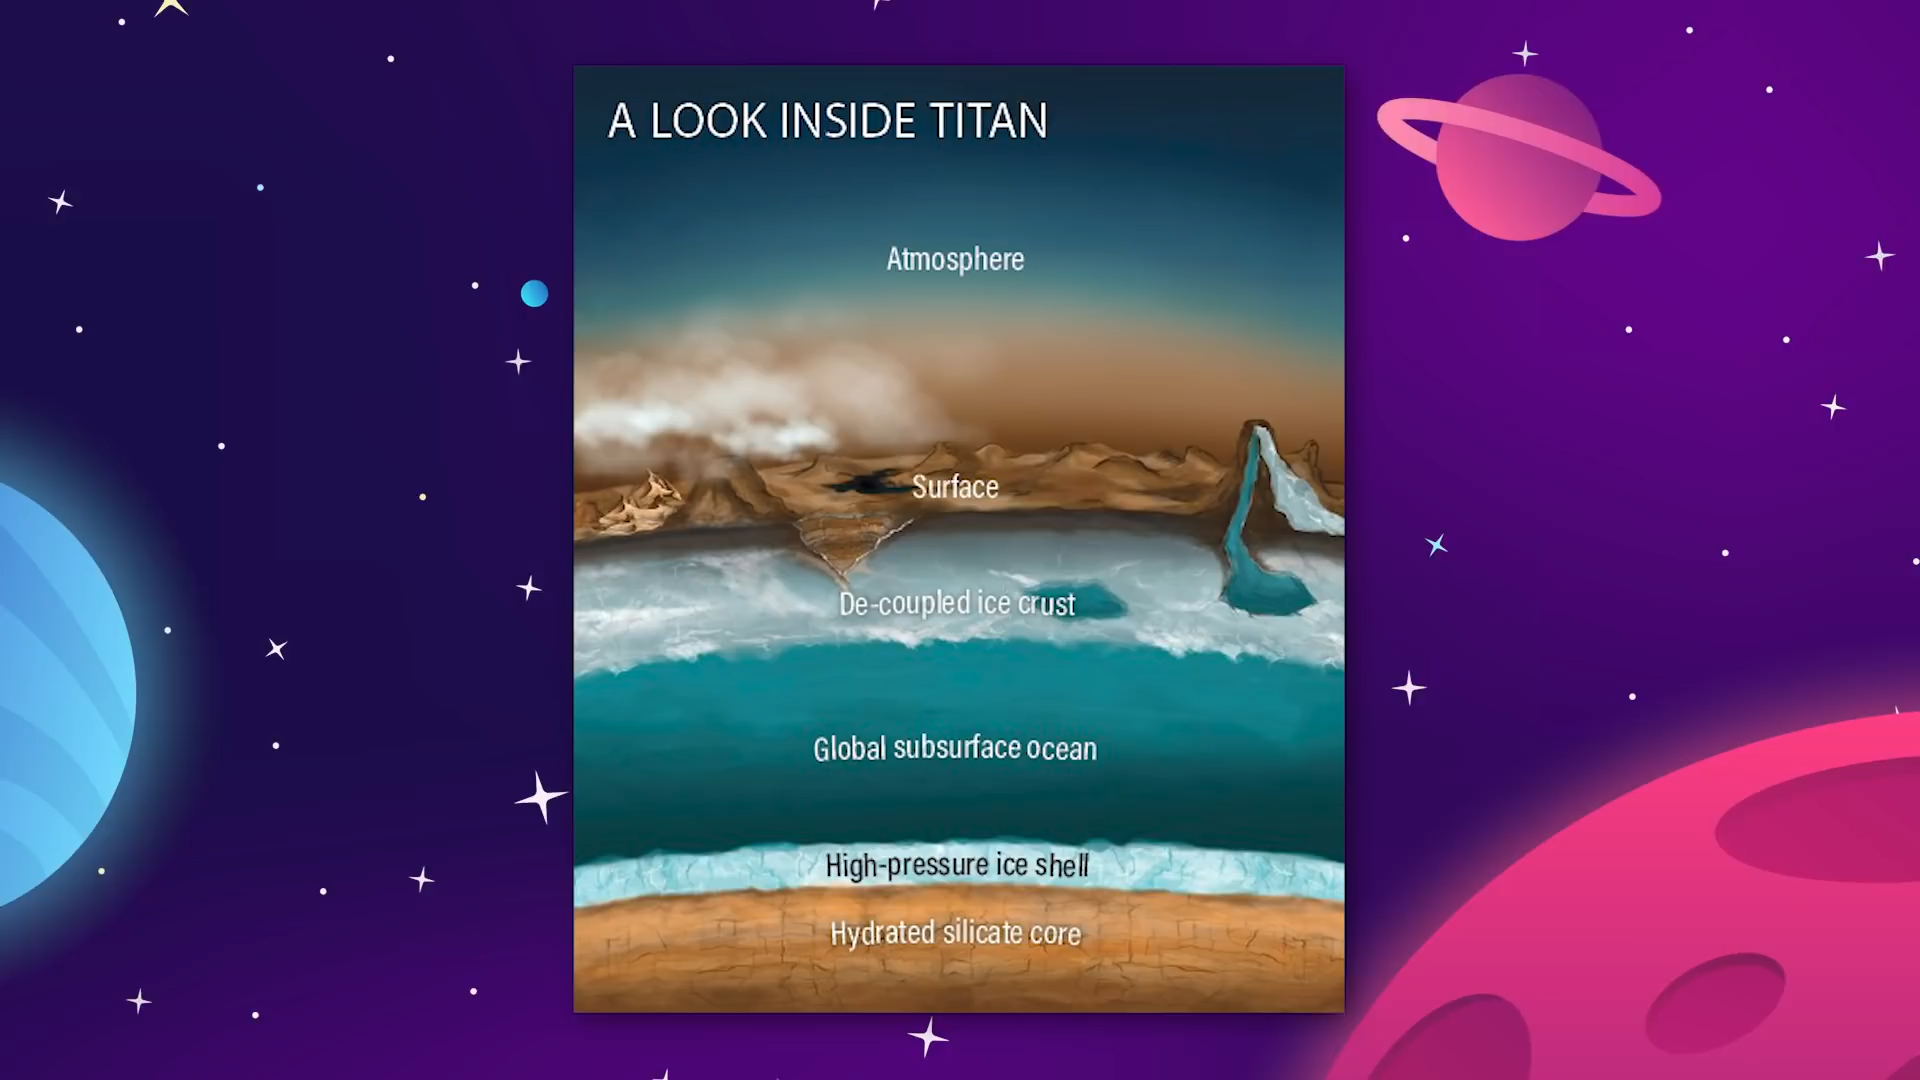 A LOOK INSIDE TITAN
Atmosphere
Surface
De-coupled ice crust
Global subsurface ocean
High-pressure ice shell
Hydrated silicate core